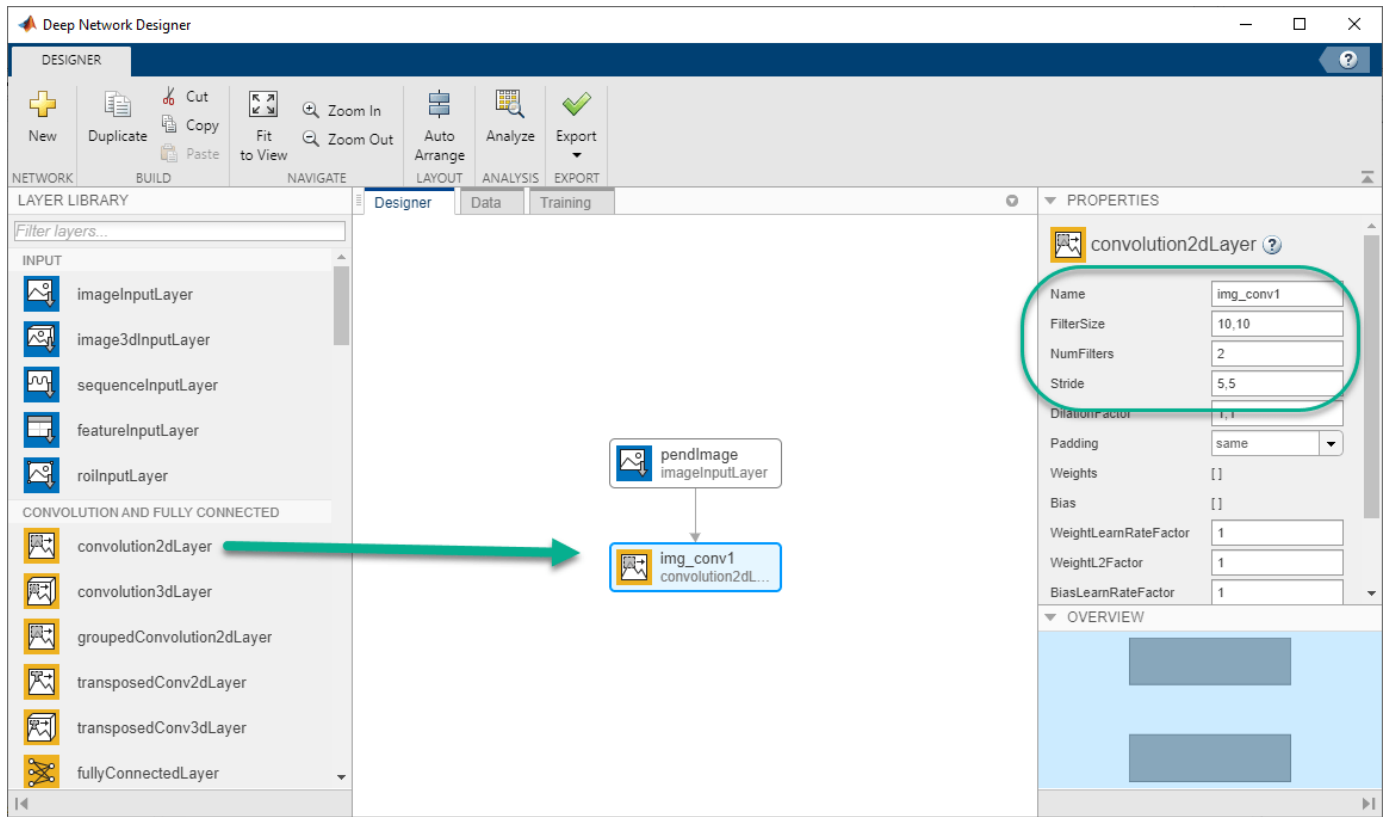 Deep Network Designer
DESIGNER
?
New
Duplicate
Cut
Copy
Paste
Fit
to View
Zoom In
Zoom Out
Auto
Arrange
Analyze
Export
NETWORK
BUILD
NAVIGATE
LAYOUT
ANALYSIS
EXPORT
LAYER LIBRARY
Filter layers...
INPUT
imageInputLayer
image3dInputLayer
sequenceInputLayer
featureInputLayer
roiInputLayer
CONVOLUTION AND FULLY CONNECTED
convolution2dLayer
convolution3dLayer
groupedConvolution2dLayer
transposedConv2dLayer
transposedConv3dLayer
fullyConnectedLayer
Designer
Data
Training
pendImage
imageInputLayer
img_conv1
convolution2dL...
PROPERTIES
convolution2dLayer ?
Name img_conv1
FilterSize 10,10
NumFilters 2
Stride 5,5
DilationFactor 1,1
Padding same
Weights []
Bias []
WeightLearnRateFactor 1
WeightL2Factor 1
BiasLearnRateFactor 1
OVERVIEW